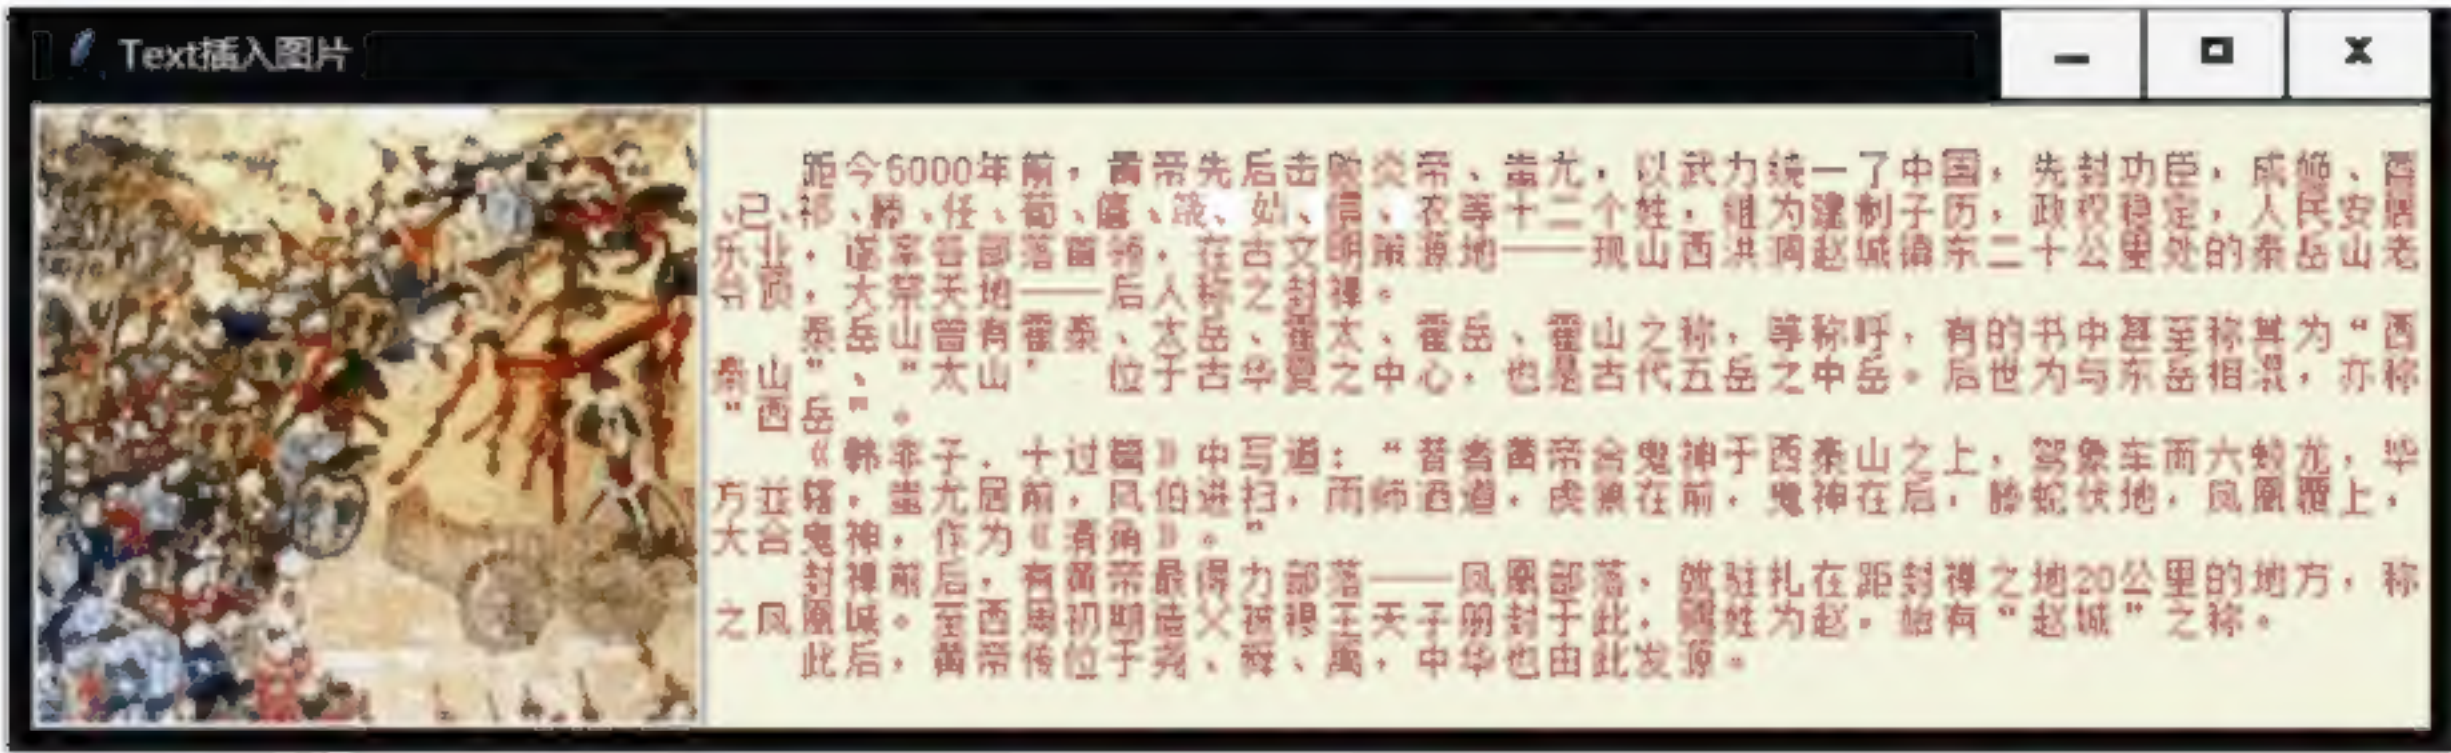 Text插入图片
距今6000年前，黄帝先后击败炎帝、蚩尤，以武力统一了中国，先封功臣，成姬、酉
、己、祁、滕、任、荀、僖、箴、姑、儇、衣等十二个姓，组为建制子历，政权稳定，人民安居
乐业，率各部落首领，在古文明源地——现山西洪洞赵城镇东二十公里处的泰岳山老
爷顶，大祭天地——后人称之封禅。
泰岳山曾有霍泰、太岳、霍太、霍岳、霍山之称，等称呼，有的书中甚至称其为“西
泰山”、“太山” 位于古华夏之中心，也是古代五岳之中岳。后世为与东岳相混，亦称
“西岳”。
《韩非子．十过篇》中写道：“昔者黄帝合鬼神于西泰山之上，驾象车而六蛟龙，毕
方并辖，蚩尤居前，风伯进扫，雨师洒道，虎狼在前，鬼神在后，腾蛇伏地，凤凰覆上，
大合鬼神，作为《清角》。”
封禅前后，有黄帝最得力部落——凤凰部落，就驻扎在距封禅之地20公里的地方，称
之凤凰城。至西周初期造父被穆王天子册封于此，赐姓为赵，始有“赵城”之称。
此后，黄帝传位于尧、舜、禹，中华也由此发源。